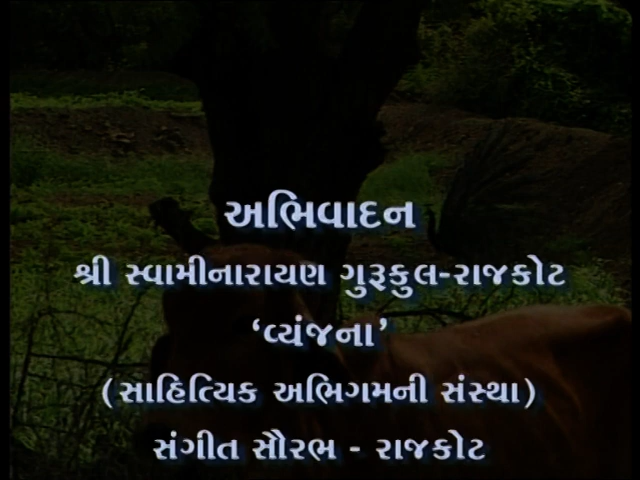 અભિવાદન
શ્રી સ્વામીનારાયણ ગુરૂકુલ-રાજકોટ
‘વ્યંજના’
(સાહિત્યિક અભિગમની સંસ્થા)
સંગીત સૌરભ - રાજકોટ